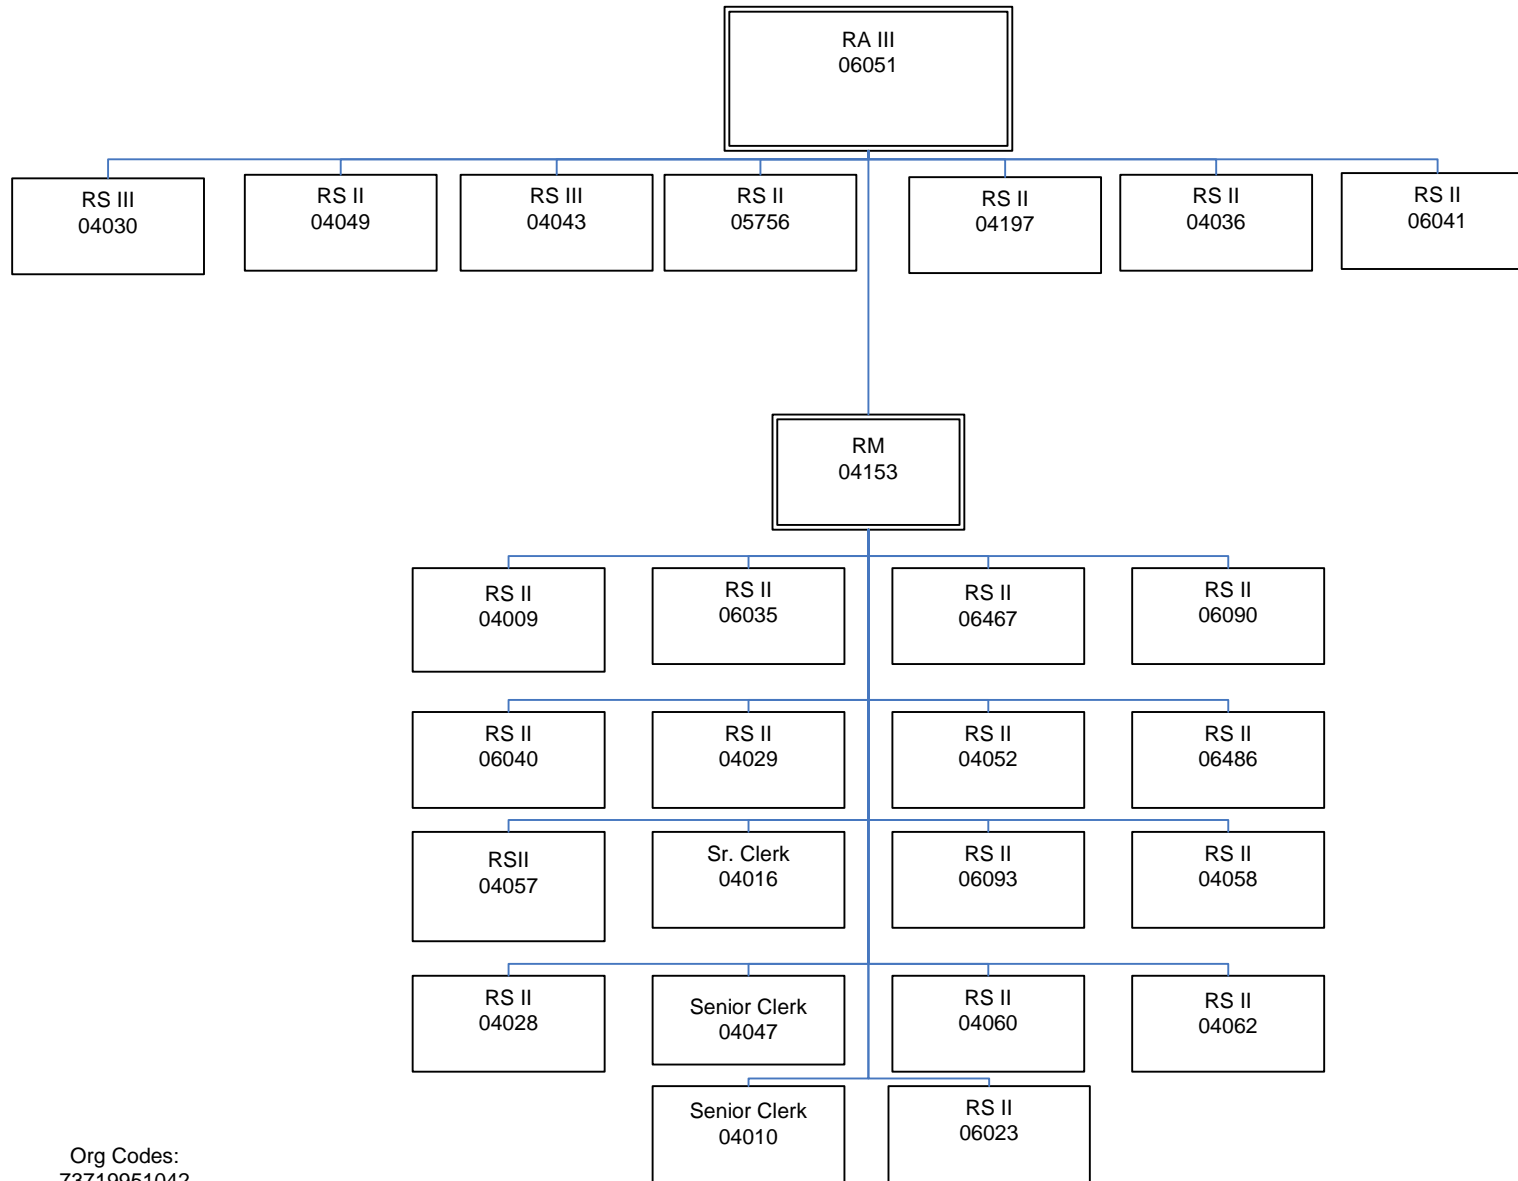 RA III
06051
RS III
04030
RS II
04049
RS III
04043
RS II
05756
RS II
04197
RS II
04036
RS II
06041
RM
04153
RS II
04009
RS II
06035
RS II
06467
RS II
06090
RS II
06040
RS II
04029
RS II
04052
RS II
06486
RSII
04057
Sr. Clerk
04016
RS II
06093
RS II
04058
RS II
04028
Senior Clerk
04047
RS II
04060
RS II
04062
Senior Clerk
04010
RS II
06023
Org Codes:
73719951042